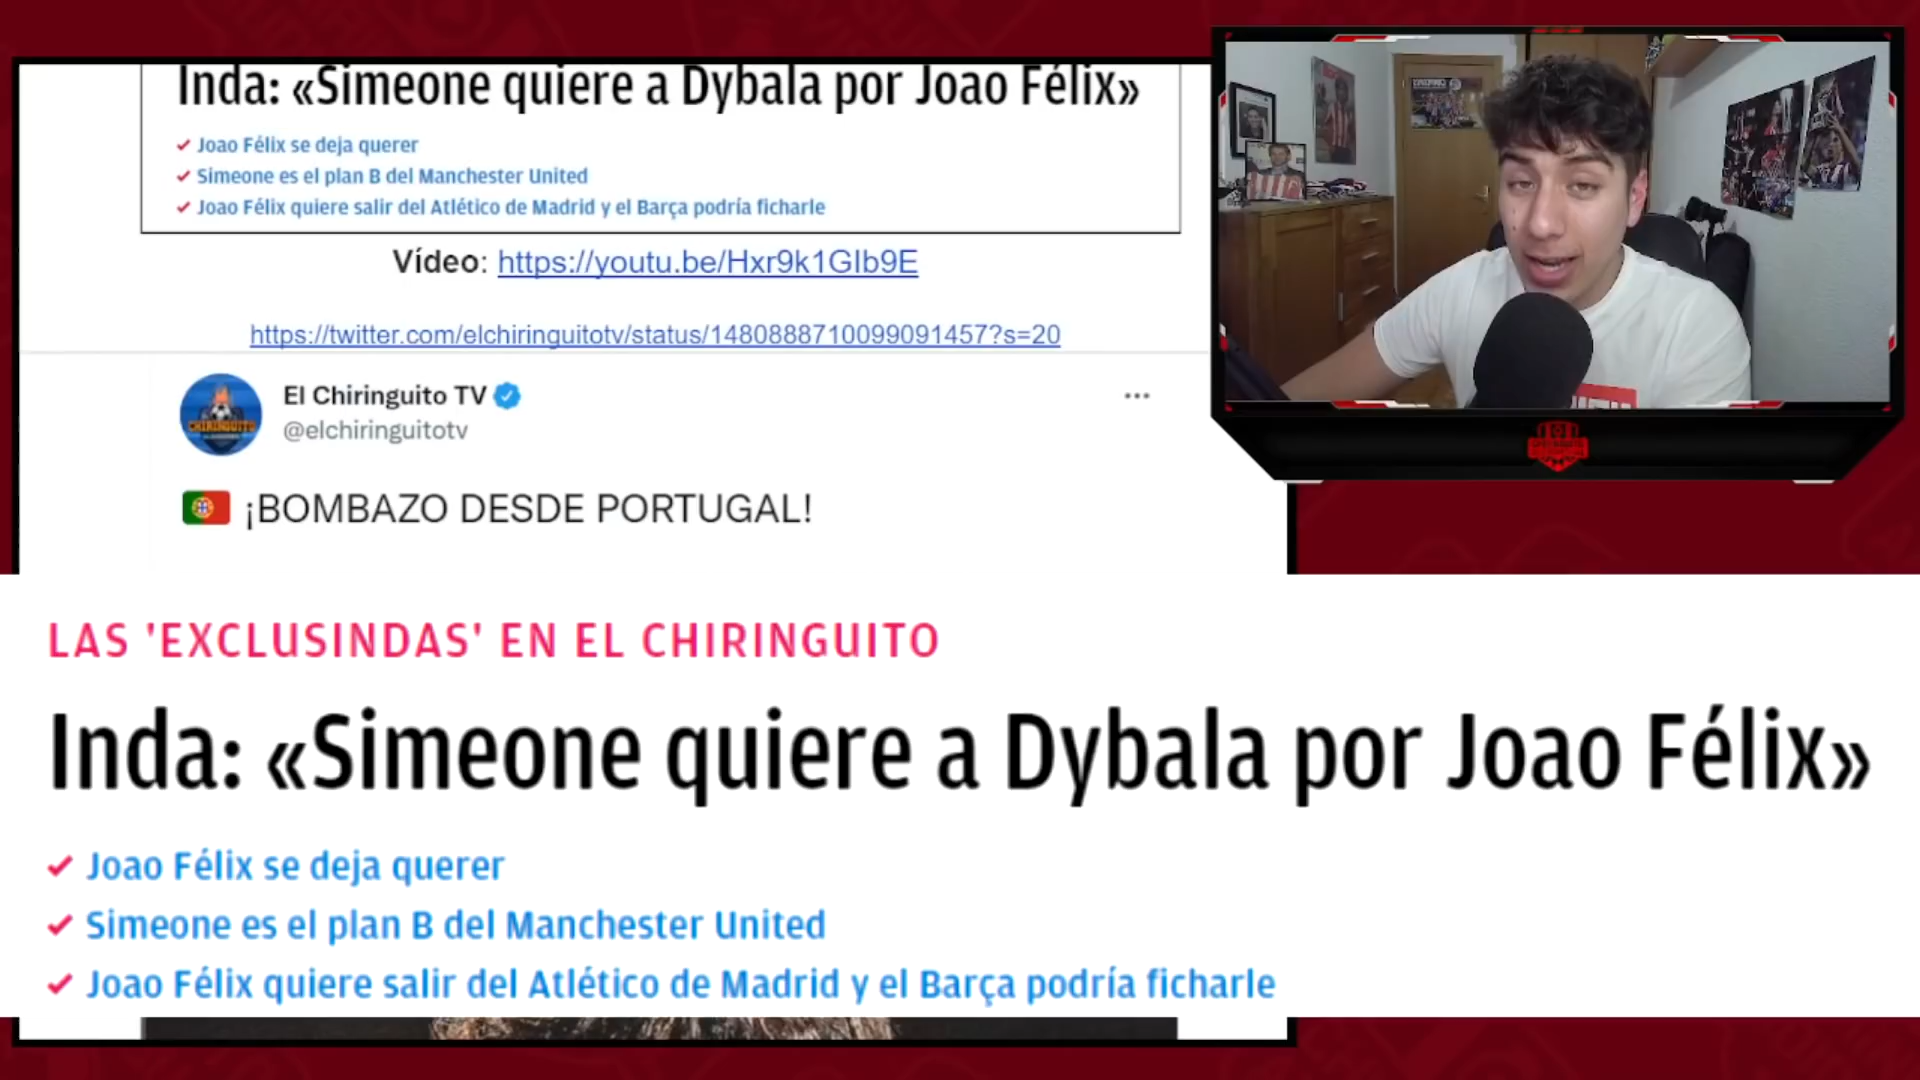 Inda: «Simeone quiere a Dybala por Joao Félix»
Joao Félix se deja querer
Simeone es el plan B del Manchester United
Joao Félix quiere salir del Atlético de Madrid y el Barça podría ficharle
Vídeo: https://youtu.be/Hxr9k1GIb9E
https://twitter.com/elchiringuitotv/status/1480888710099091457?s=20
El Chiringuito TV
@elchiringuitotv
¡BOMBAZO DESDE PORTUGAL!
LAS 'EXCLUSINDAS' EN EL CHIRINGUITO
Inda: «Simeone quiere a Dybala por Joao Félix»
Joao Félix se deja querer
Simeone es el plan B del Manchester United
Joao Félix quiere salir del Atlético de Madrid y el Barça podría ficharle